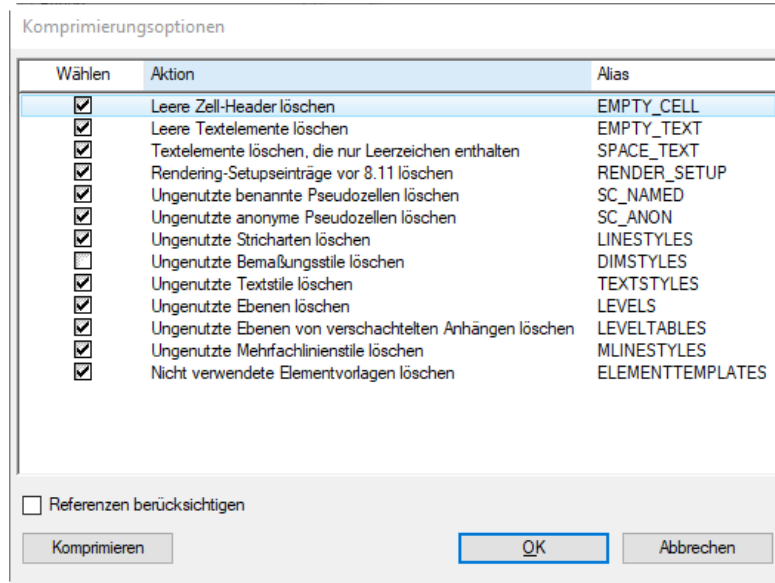 Komprimierungsoptionen
Wählen Aktion Alias
Leere Zell-Header löschen EMPTY_CELL
Leere Textelemente löschen EMPTY_TEXT
Textelemente löschen, die nur Leerzeichen enthalten SPACE_TEXT
Rendering-Setupseinträge vor 8.11 löschen RENDER_SETUP
Ungenutzte benannte Pseudozellen löschen SC_NAMED
Ungenutzte anonyme Pseudozellen löschen SC_ANON
Ungenutzte Stricharten löschen LINESTYLES
Ungenutzte Bemaßungsstile löschen DIMSTYLES
Ungenutzte Textstile löschen TEXTSTYLES
Ungenutzte Ebenen löschen LEVELS
Ungenutzte Ebenen von verschachtelten Anhängen löschen LEVELTABLES
Ungenutzte Mehrfachlinienstile löschen MLINESTYLES
Nicht verwendete Elementvorlagen löschen ELEMENTTEMPLATES
Referenzen berücksichtigen
Komprimieren OK Abbrechen